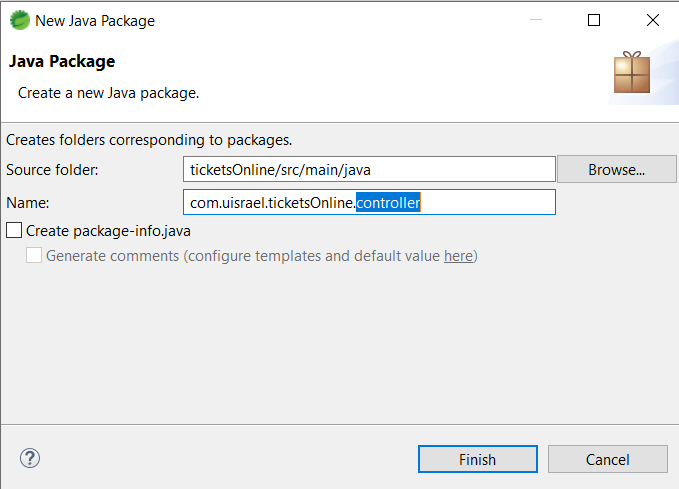 New Java Package
Java Package
Create a new Java package.
Creates folders corresponding to packages.
Source folder: ticketsOnline/src/main/java Browse...
Name: com.uisrael.ticketsOnline.controller
Create package-info.java
Generate comments (configure templates and default value here)
? Finish Cancel